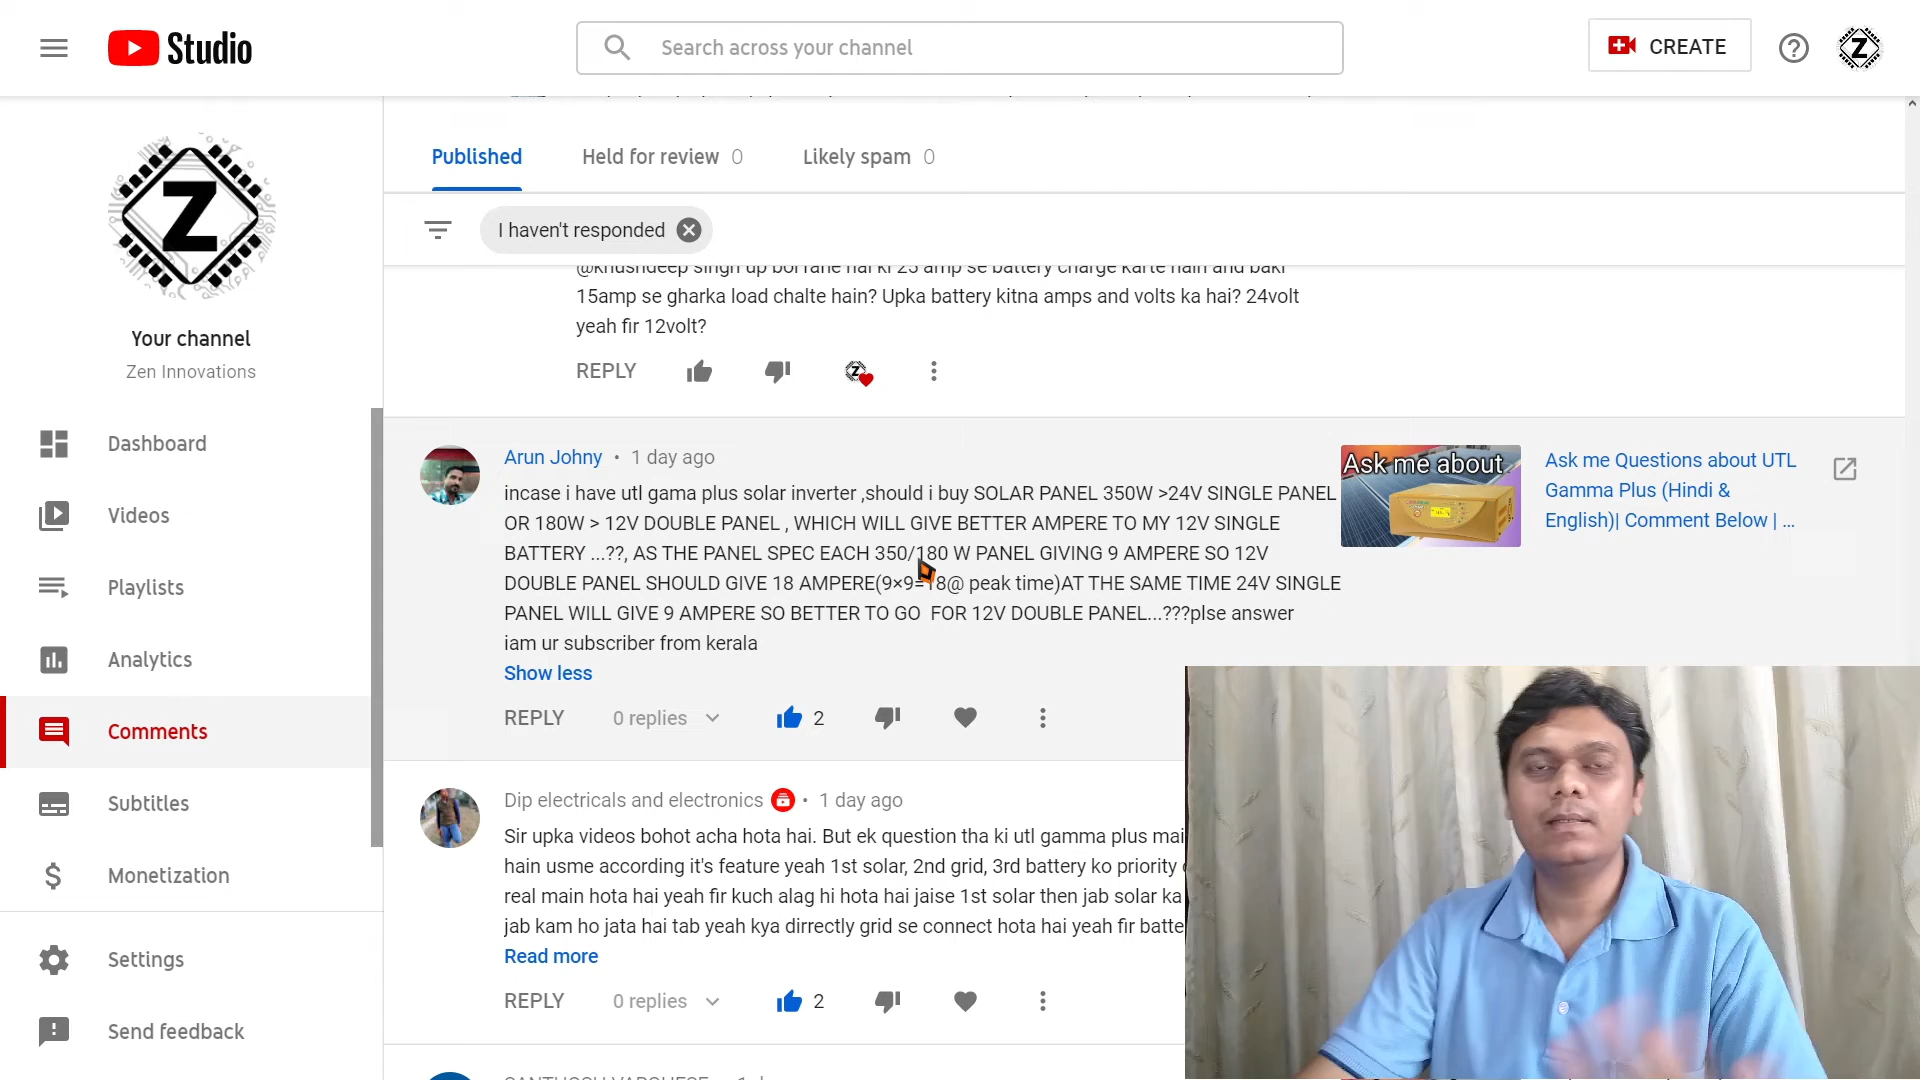 Studio
Search across your channel
CREATE
Z
Z
Your channel
Zen Innovations
Dashboard
Videos
Playlists
Analytics
Comments
Subtitles
Monetization
Settings
Send feedback
Published
Held for review 0
Likely spam 0
I haven't responded
15amp se gharka load chalte hain? Upka battery kitna amps and volts ka hai? 24volt
yeah fir 12volt?
REPLY
Arun Johny • 1 day ago
incase i have utl gama plus solar inverter ,should i buy SOLAR PANEL 350W >24V SINGLE PANEL
OR 180W > 12V DOUBLE PANEL , WHICH WILL GIVE BETTER AMPERE TO MY 12V SINGLE
BATTERY ...??, AS THE PANEL SPEC EACH 350/180 W PANEL GIVING 9 AMPERE SO 12V
DOUBLE PANEL SHOULD GIVE 18 AMPERE(9×9=18@ peak time)AT THE SAME TIME 24V SINGLE
PANEL WILL GIVE 9 AMPERE SO BETTER TO GO FOR 12V DOUBLE PANEL...???plse answer
iam ur subscriber from kerala
Show less
REPLY 0 replies 2
Ask me about
Ask me Questions about UTL
Gamma Plus (Hindi &
English)| Comment Below | ...
Dip electricals and electronics • 1 day ago
Sir upka videos bohot acha hota hai. But ek question tha ki utl gamma plus mai
hain usme according it's feature yeah 1st solar, 2nd grid, 3rd battery ko priority
real main hota hai yeah fir kuch alag hi hota hai jaise 1st solar then jab solar ka
jab kam ho jata hai tab yeah kya dirrectly grid se connect hota hai yeah fir batte
Read more
REPLY 0 replies 2